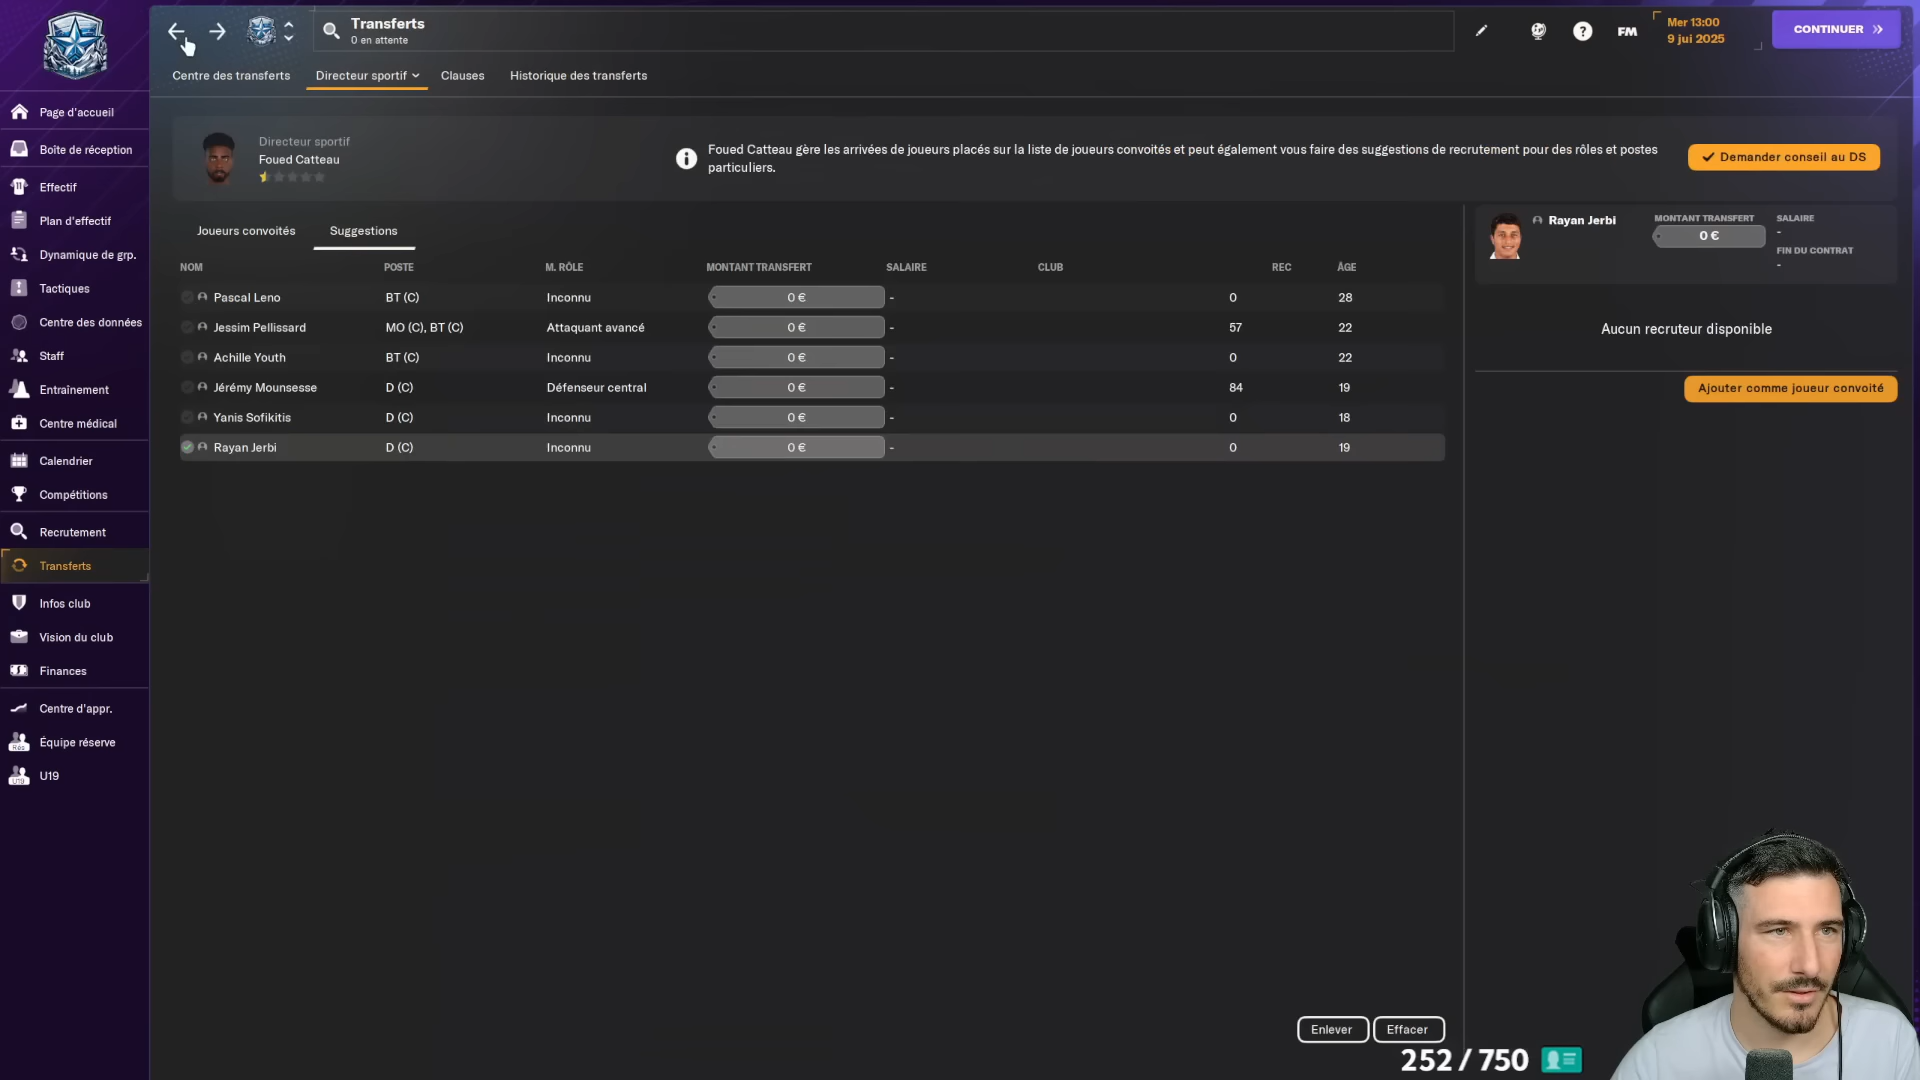 Transferts
0 en attente
FM
Mer 13:00
9 jui 2025
CONTINUER
Centre des transferts
Directeur sportif
Clauses
Historique des transferts
Page d'accueil
Boîte de réception
Effectif
Plan d'effectif
Dynamique de grp.
Tactiques
Centre des données
Staff
Entraînement
Centre médical
Calendrier
Compétitions
Recrutement
Transferts
Infos club
Vision du club
Finances
Centre d'appr.
Équipe réserve
U19
Directeur sportif
Foued Catteau
Foued Catteau gère les arrivées de joueurs placés sur la liste de joueurs convoités et peut également vous faire des suggestions de recrutement pour des rôles et postes
particuliers.
Demander conseil au DS
Joueurs convoités
Suggestions
NOM POSTE M. RÔLE MONTANT TRANSFERT SALAIRE CLUB REC ÂGE
Pascal Leno BT (C) Inconnu 0 € - 0 28
Jessim Pellissard MO (C), BT (C) Attaquant avancé 0 € - 57 22
Achille Youth BT (C) Inconnu 0 € - 0 22
Jérémy Mounsesse D (C) Défenseur central 0 € - 84 19
Yanis Sofikitis D (C) Inconnu 0 € - 0 18
Rayan Jerbi D (C) Inconnu 0 € - 0 19
Rayan Jerbi
MONTANT TRANSFERT
0 €
SALAIRE
-
FIN DU CONTRAT
-
Aucun recruteur disponible
Ajouter comme joueur convoité
Enlever
Effacer
252 / 750